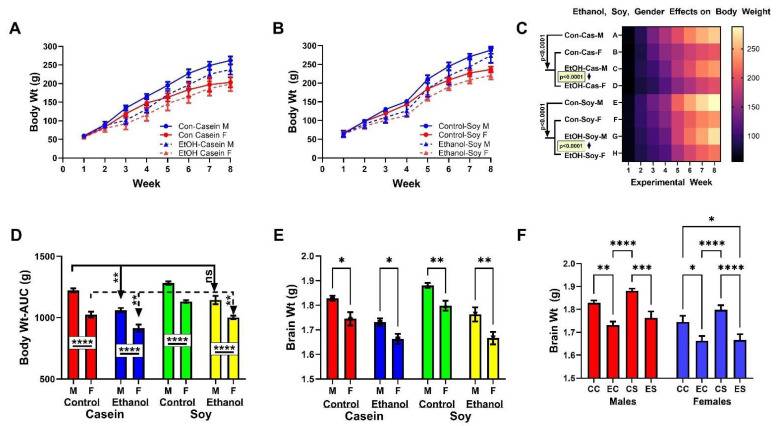 Ethanol, Soy, Gender Effects on Body Weight
A
Body Wt (g)
300
250
200
150
100
50
0
0 1 2 3 4 5 6 7 8
Week
Con-Casein M
Con Casein F
EtOH-Casein M
EtOH Casein F
B
Body Wt (g)
300
250
200
150
100
50
0
0 1 2 3 4 5 6 7 8
Week
Control-Soy M
Control-Soy F
Ethanol-Soy M
Ethanol-Soy F
C
p<0.0001
Con-Cas-M A
Con-Cas-F B
EtOH-Cas-M C
p<0.0001
EtOH-Cas-F D
p<0.0001
Con-Soy-M E
Con-Soy-F F
EtOH-Soy-M G
p<0.0001
EtOH-Soy-F H
1 2 3 4 5 6 7 8
Experimental Week
250
200
150
100
D
Body Wt-AUC (g)
1500
1000
500
** ** ns **
**** **** **** ****
M F M F M F M F
Control Ethanol Control Ethanol
Casein Soy
E
Brain Wt (g)
2.0
1.9
1.8
1.7
1.6
1.5
* * ** **
M F M F M F M F
Control Ethanol Control Ethanol
Casein Soy
F
Brain Wt (g)
1.9
1.8
1.7
1.6
1.5
*
**** ****
** *** * ****
CC EC CS ES CC EC CS ES
Males Females